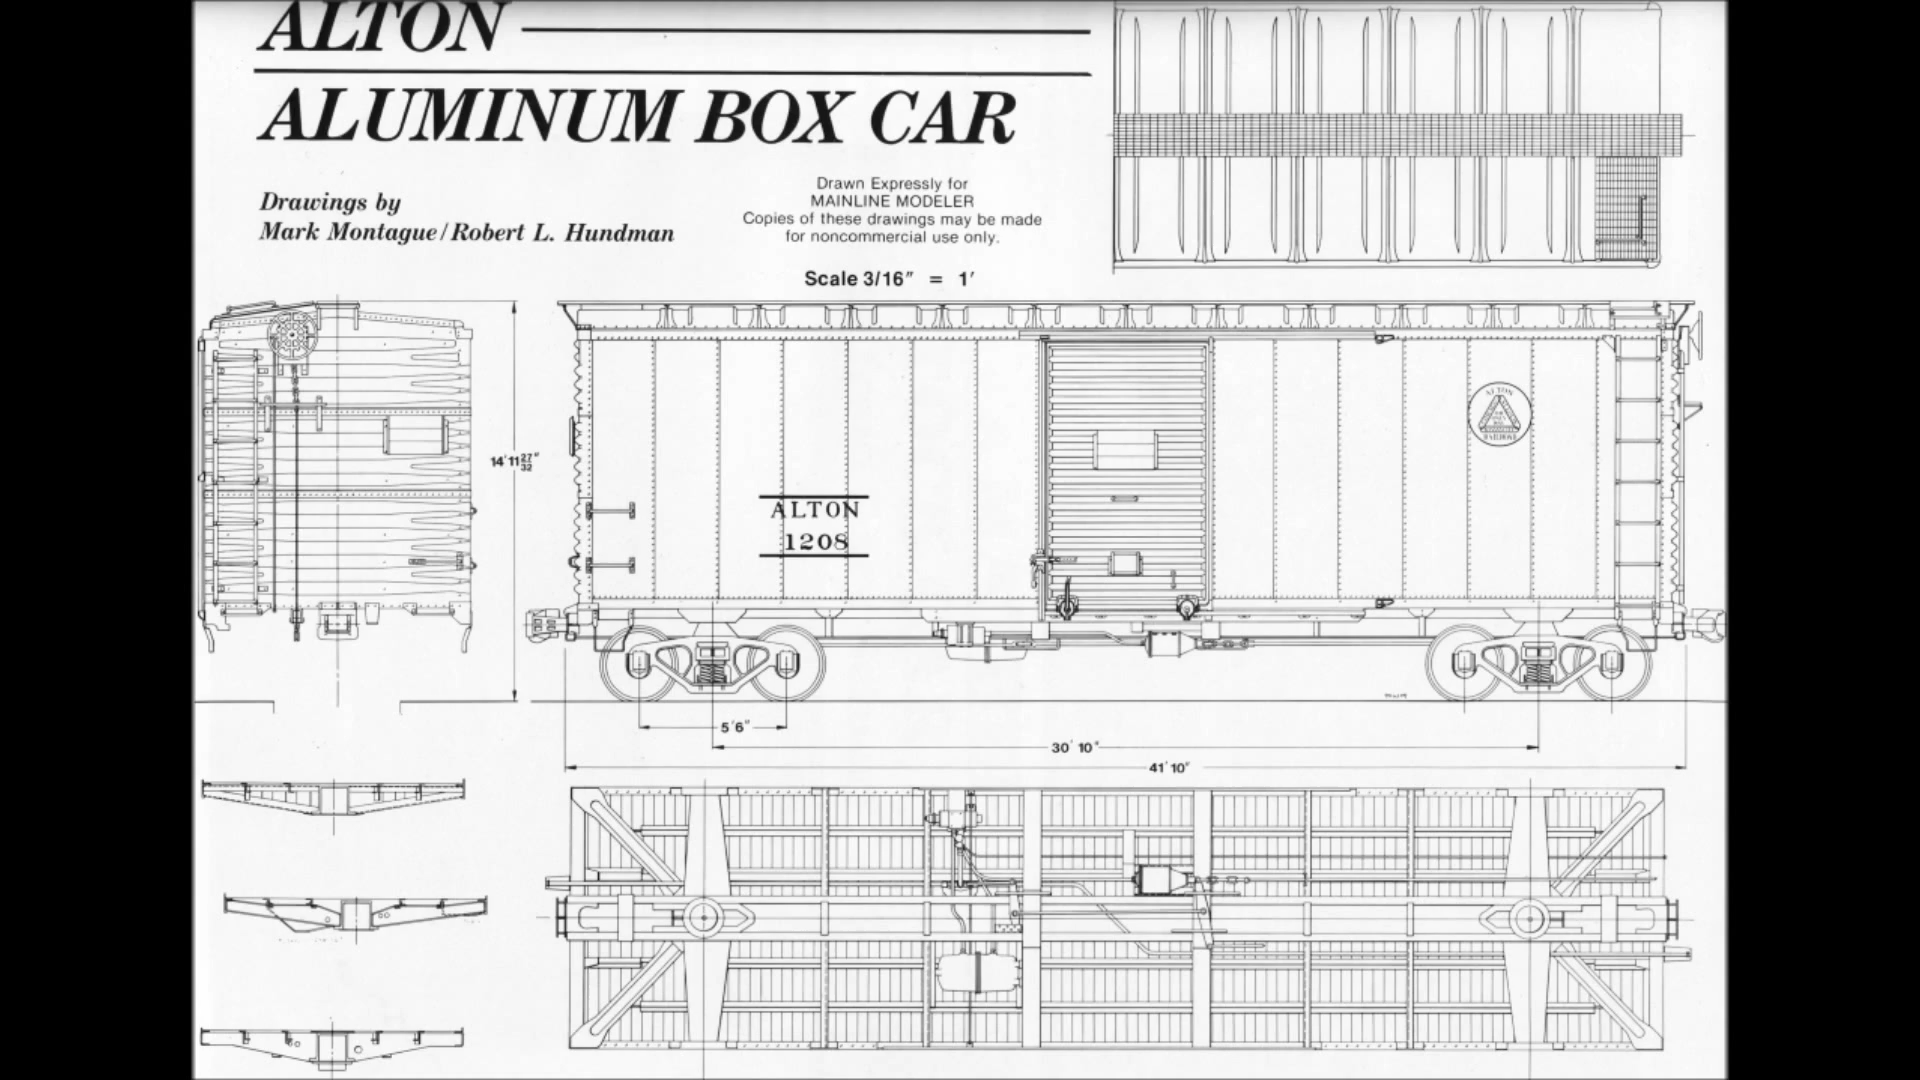 ALTON
ALUMINUM BOX CAR
Drawings by
Mark Montague/Robert L. Hundman
Drawn Expressly for
MAINLINE MODELER
Copies of these drawings may be made
for noncommercial use only.
Scale 3/16" = 1'
14' 11 27/32"
ALTON
RAILROAD
ALTON
1208
5' 6"
30' 10"
41' 10"